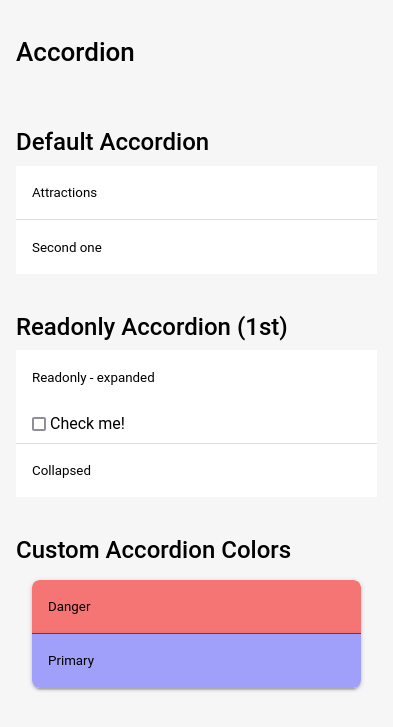 Accordion
Default Accordion
Attractions
Second one
Readonly Accordion (1st)
Readonly - expanded
Check me!
Collapsed
Custom Accordion Colors
Danger
Primary